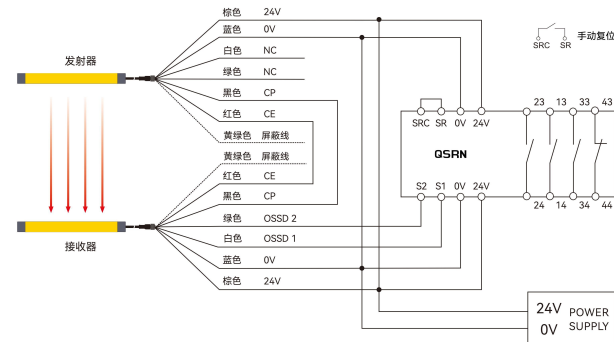 棕色 24V
蓝色 0V
白色 NC
绿色 NC
黑色 CP
红色 CE
黄绿色 屏蔽线
黄绿色 屏蔽线
红色 CE
黑色 CP
绿色 OSSD 2
白色 OSSD 1
蓝色 0V
棕色 24V
发射器
接收器
SRC SR 手动复位
SRC SR 0V 24V
QSRN
S2 S1 0V 24V
23 13 33 43
24 14 34 44
24V POWER
0V SUPPLY